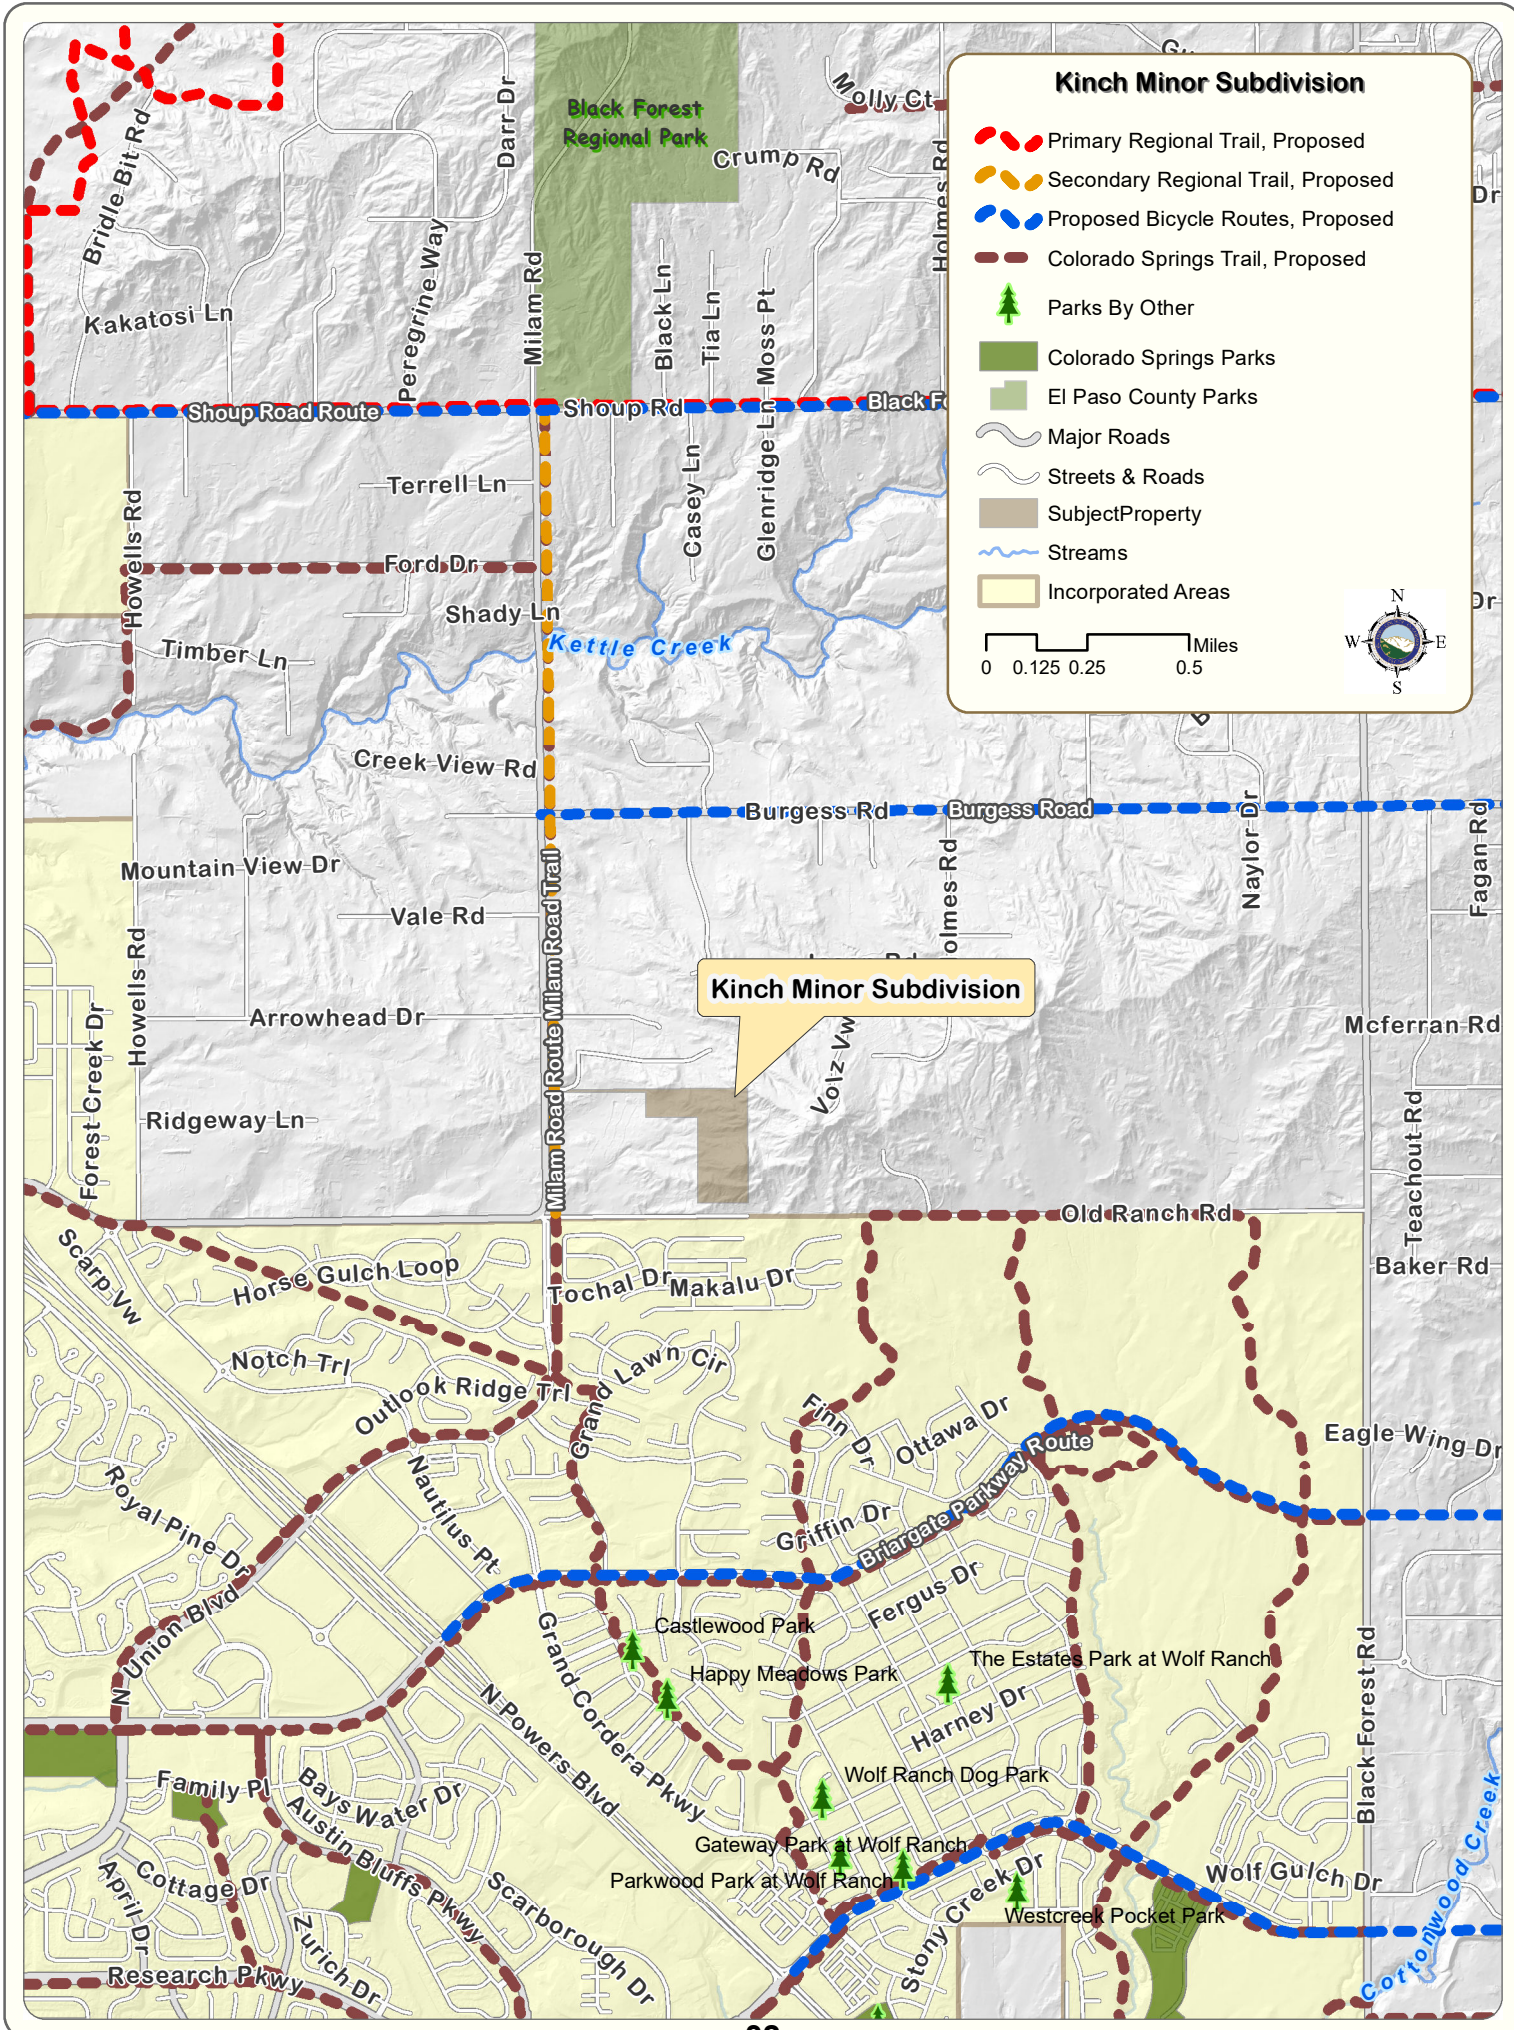 Kinch Minor Subdivision
Primary Regional Trail, Proposed
Secondary Regional Trail, Proposed
Proposed Bicycle Routes, Proposed
Colorado Springs Trail, Proposed
Parks By Other
Colorado Springs Parks
El Paso County Parks
Major Roads
Streets & Roads
SubjectProperty
Streams
Incorporated Areas
0 0.125 0.25 0.5 Miles
N
W E
S
Black Forest
Regional Park
Molly Ct
Crump Rd
Holmes Rd
Darr Dr
Bridle Bit Rd
Peregrine Way
Milam Rd
Kakatosi Ln
Black Ln
Tia Ln
Moss Pt
Dr
Shoup Road Route
Shoup Rd
Black Fo
Terrell Ln
Casey Ln
Glenridge Ln
Howells Rd
Ford Dr
Shady Ln
Dr
Timber Ln
Kettle Creek
Creek View Rd
Burgess Rd
Burgess Road
Naylor Dr
Fagan Rd
Mountain View Dr
Vale Rd
olmes Rd
Milam Road Route
Milam Road Trail
Howells Rd
Forest Creek Dr
Arrowhead Dr
Kinch Minor Subdivision
Volz Vw
Mcferran Rd
Ridgeway Ln
Milam Road Route
Teachout Rd
Old Ranch Rd
Baker Rd
Scarp Vw
Horse Gulch Loop
Tochal Dr
Makalu Dr
Notch Trl
Lawn Cir
Outlook Ridge Trl
Grand
Finn Dr
Ottawa Dr
Eagle Wing Dr
Royal Pine Dr
Nautilus Pt
Griffin Dr
Briargate Parkway Route
Fergus Dr
N Union Blvd
Castlewood Park
Happy Meadows Park
The Estates Park at Wolf Ranch
Grand Cordera Pkwy
N Powers Blvd
Harney Dr
Black Forest Rd
Family Pl
Bays Water Dr
Wolf Ranch Dog Park
Austin Bluffs Pkwy
Gateway Park at Wolf Ranch
Parkwood Park at Wolf Ranch
Cottage Dr
April Dr
Scarborough Dr
Stony Creek Dr
Wolf Gulch Dr
Westcreek Pocket Park
Cottonwood Creek
Zurich Dr
Research Pkwy